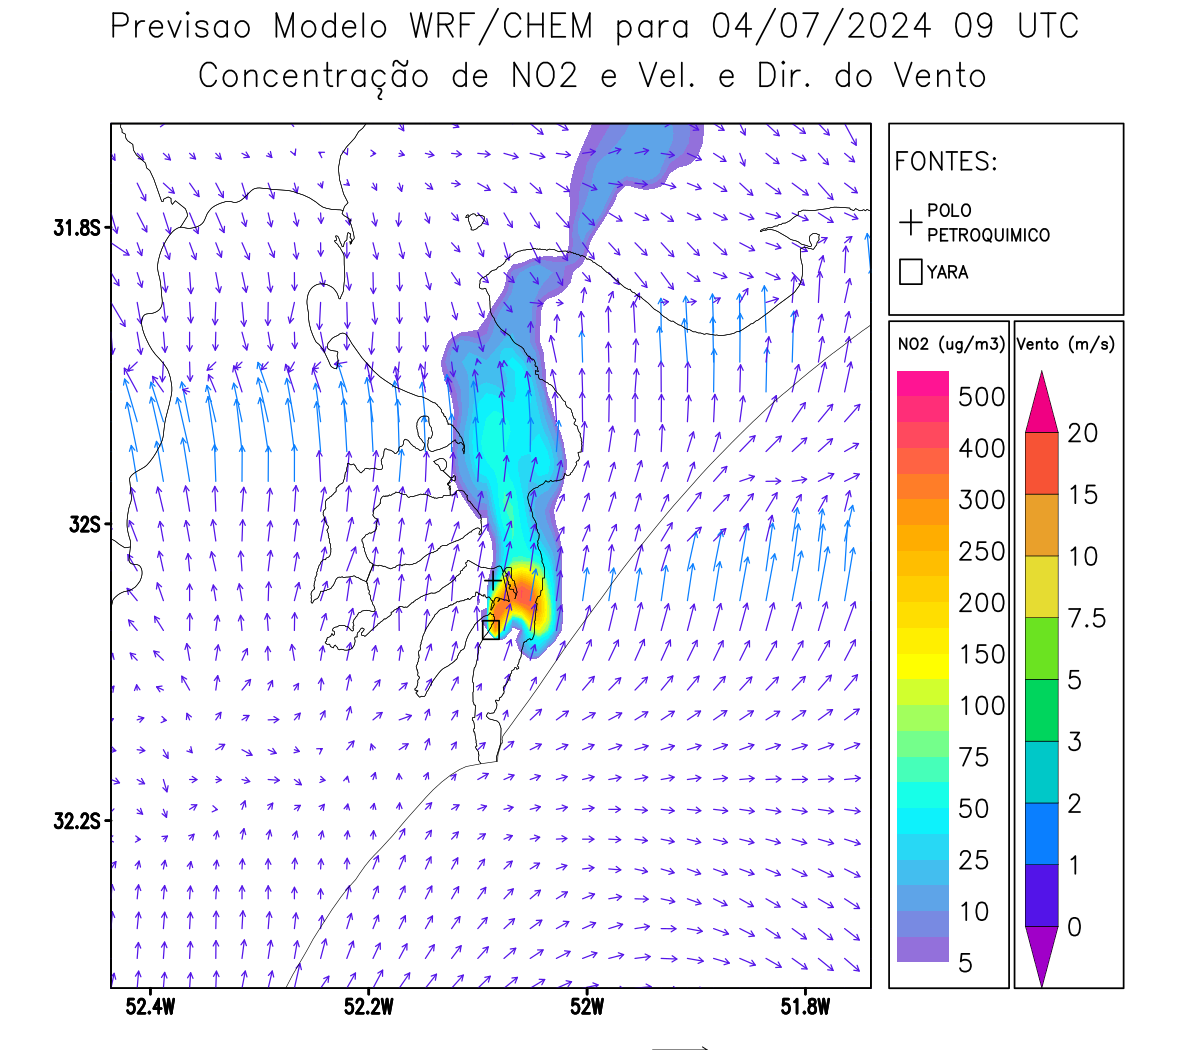 Previsao Modelo WRF/CHEM para 04/07/2024 09 UTC
Concentração de NO2 e Vel. e Dir. do Vento
FONTES:
POLO
PETROQUIMICO
YARA
NO2 (ug/m3)
500
400
300
250
200
150
100
75
50
25
10
5
Vento (m/s)
20
15
10
7.5
5
3
2
1
0
31.8S
32S
32.2S
52.4W
52.2W
52W
51.8W